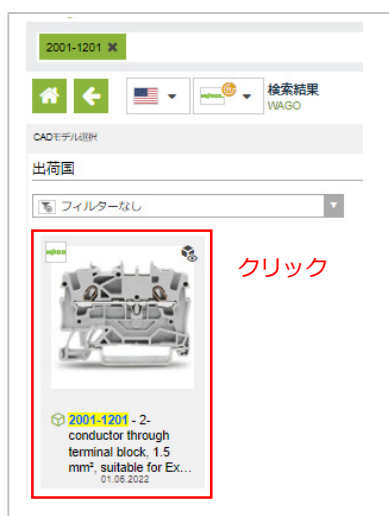 2001-1201 ✖
検索結果
WAGO
CADモデル選択
出荷国
フィルターなし
クリック
WAGO
2001-1201 - 2-
conductor through
terminal block, 1.5
mm², suitable for Ex...
01.06.2022